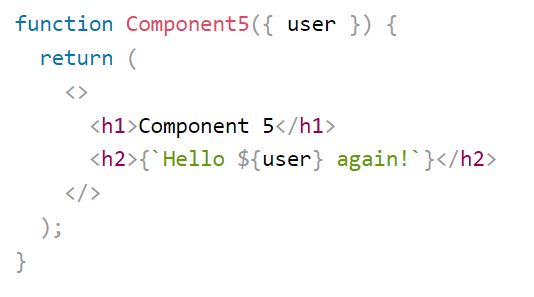 function Component5({ user }) {
  return (
    <>
      <h1>Component 5</h1>
      <h2>{`Hello ${user} again!`}</h2>
    </>
  );
}